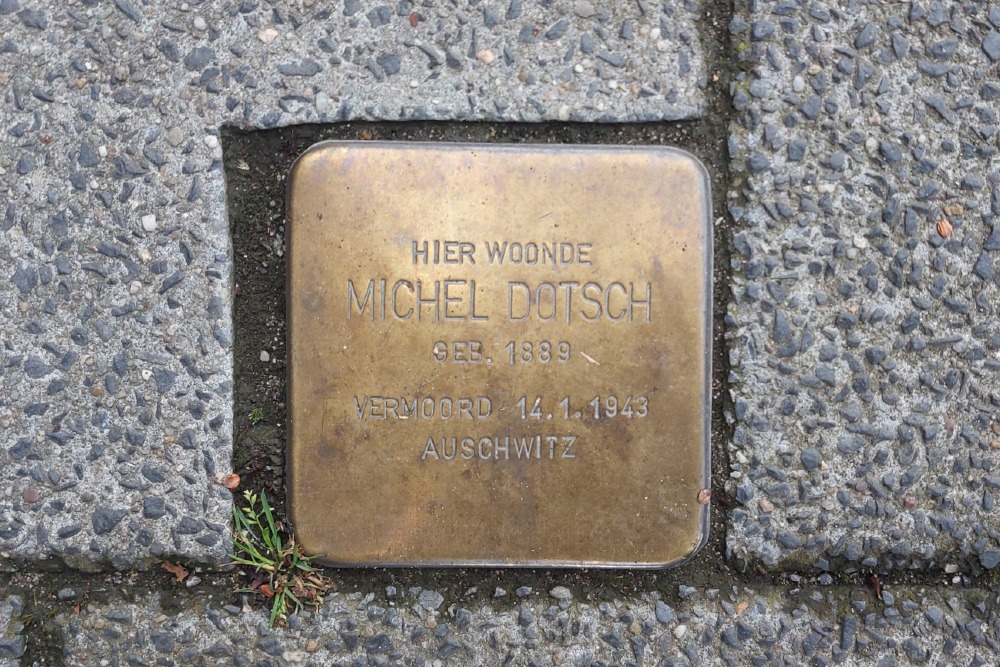 HIER WOONDE
MICHEL DOTSCH
GEB. 1889
VERMOORD 14.1.1943
AUSCHWITZ